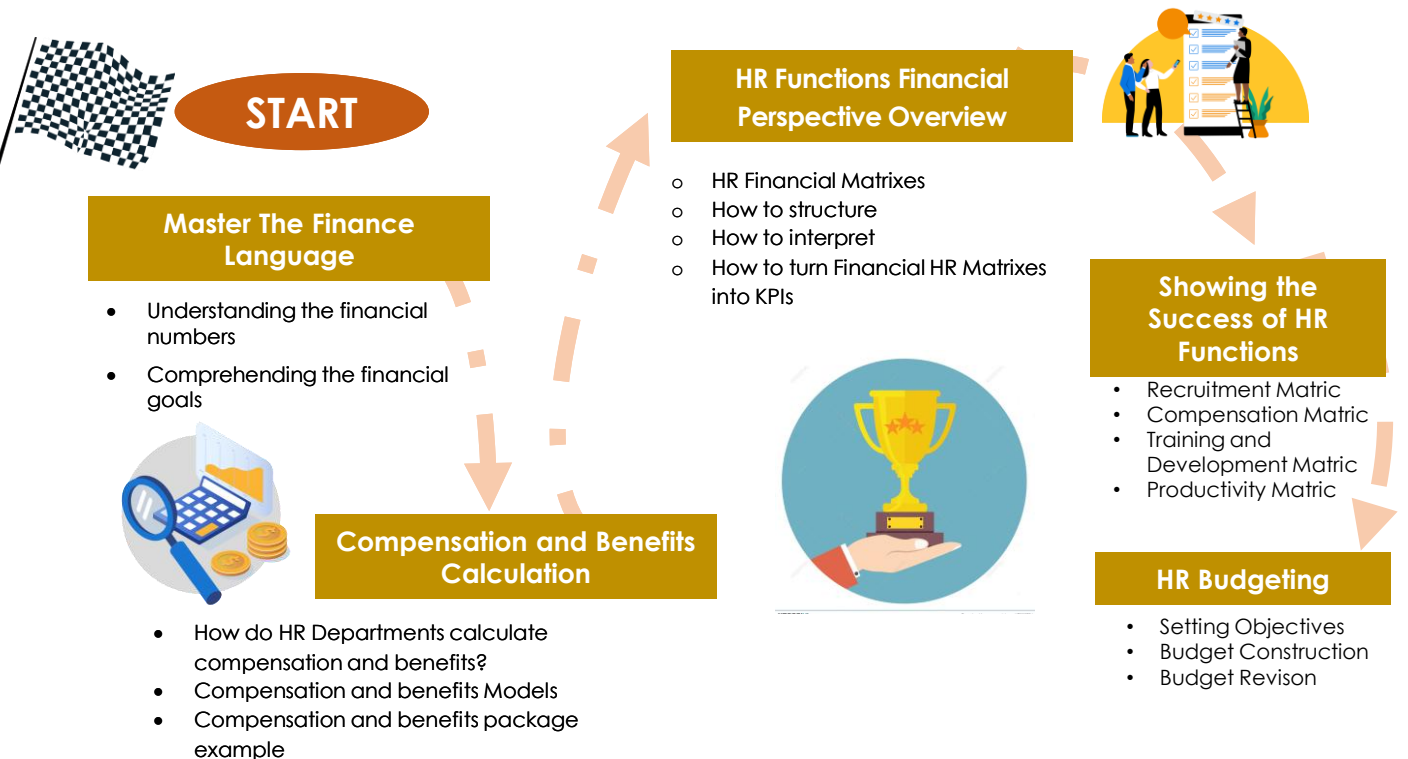 START
Master The Finance
Language
• Understanding the financial
numbers
• Comprehending the financial
goals
Compensation and Benefits
Calculation
• How do HR Departments calculate
compensation and benefits?
• Compensation and benefits Models
• Compensation and benefits package
example
HR Functions Financial
Perspective Overview
o HR Financial Matrixes
o How to structure
o How to interpret
o How to turn Financial HR Matrixes
into KPIs
Showing the
Success of HR
Functions
• Recruitment Matric
• Compensation Matric
• Training and
Development Matric
• Productivity Matric
HR Budgeting
• Setting Objectives
• Budget Construction
• Budget Revison